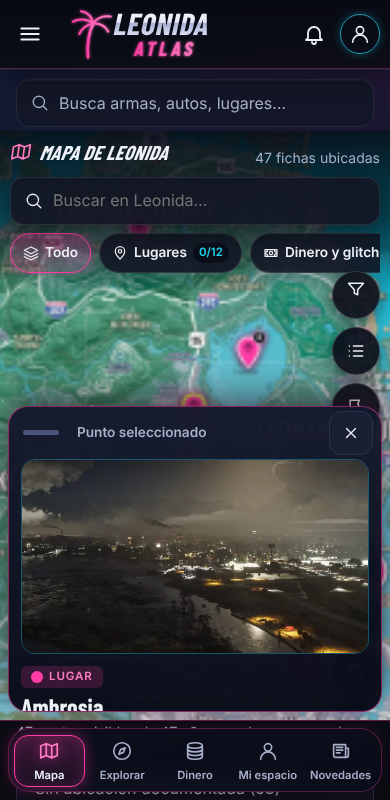 LEONIDA
ATLAS
Busca armas, autos, lugares...
MAPA DE LEONIDA
47 fichas ubicadas
Buscar en Leonida...
Todo
Lugares 0/12
Dinero y glitch
Punto seleccionado
LUGAR
Ambrosia
Mapa
Explorar
Dinero
Mi espacio
Novedades